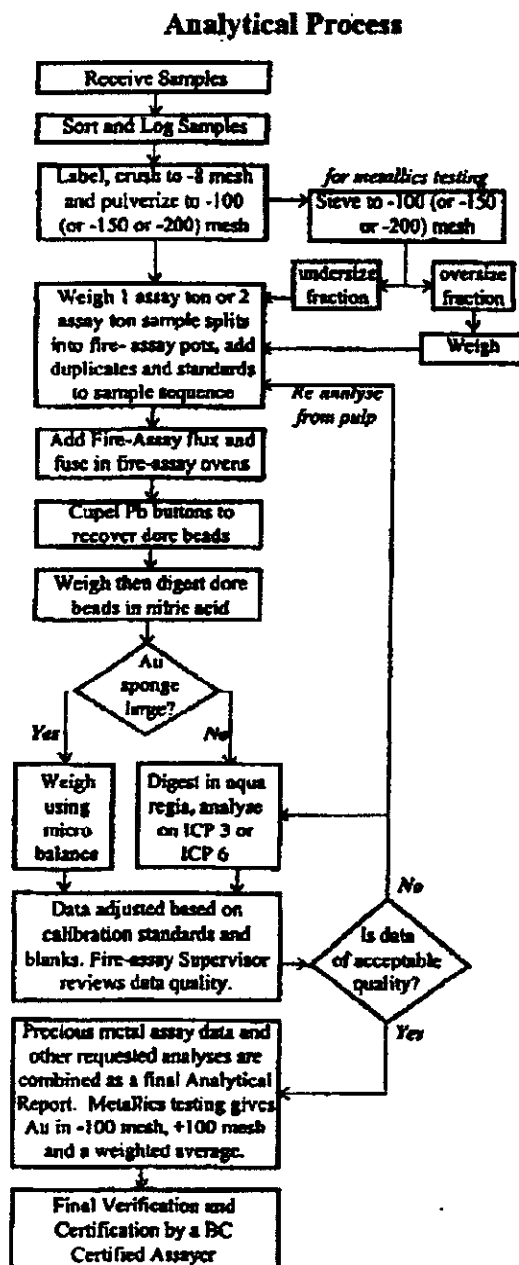 Analytical Process
Receive Samples
Sort and Log Samples
Label, crush to -8 mesh
and pulverize to -100
(or -150 or -200) mesh
for metallics testing
Sieve to -100 (or -150
or -200) mesh
undersize
fraction
oversize
fraction
Weigh
Weigh 1 assay ton or 2
assay ton sample splits
into fire- assay pots, add
duplicates and standards
to sample sequence
Re analyse
from pulp
Add Fire-Assay flux and
fuse in fire-assay ovens
Cupel Pb buttons to
recover dore beads
Weigh then digest dore
beads in nitric acid
Au
sponge
large?
Yes
No
Weigh
using
micro
balance
Digest in aqua
regia, analyse
on ICP 3 or
ICP 6
Data adjusted based on
calibration standards and
blanks. Fire-assay Supervisor
reviews data quality.
No
Is data
of acceptable
quality?
Yes
Precious metal assay data and
other requested analyses are
combined as a final Analytical
Report. Metallics testing gives
Au in -100 mesh, +100 mesh
and a weighted average.
Final Verification and
Certification by a BC
Certified Assayer